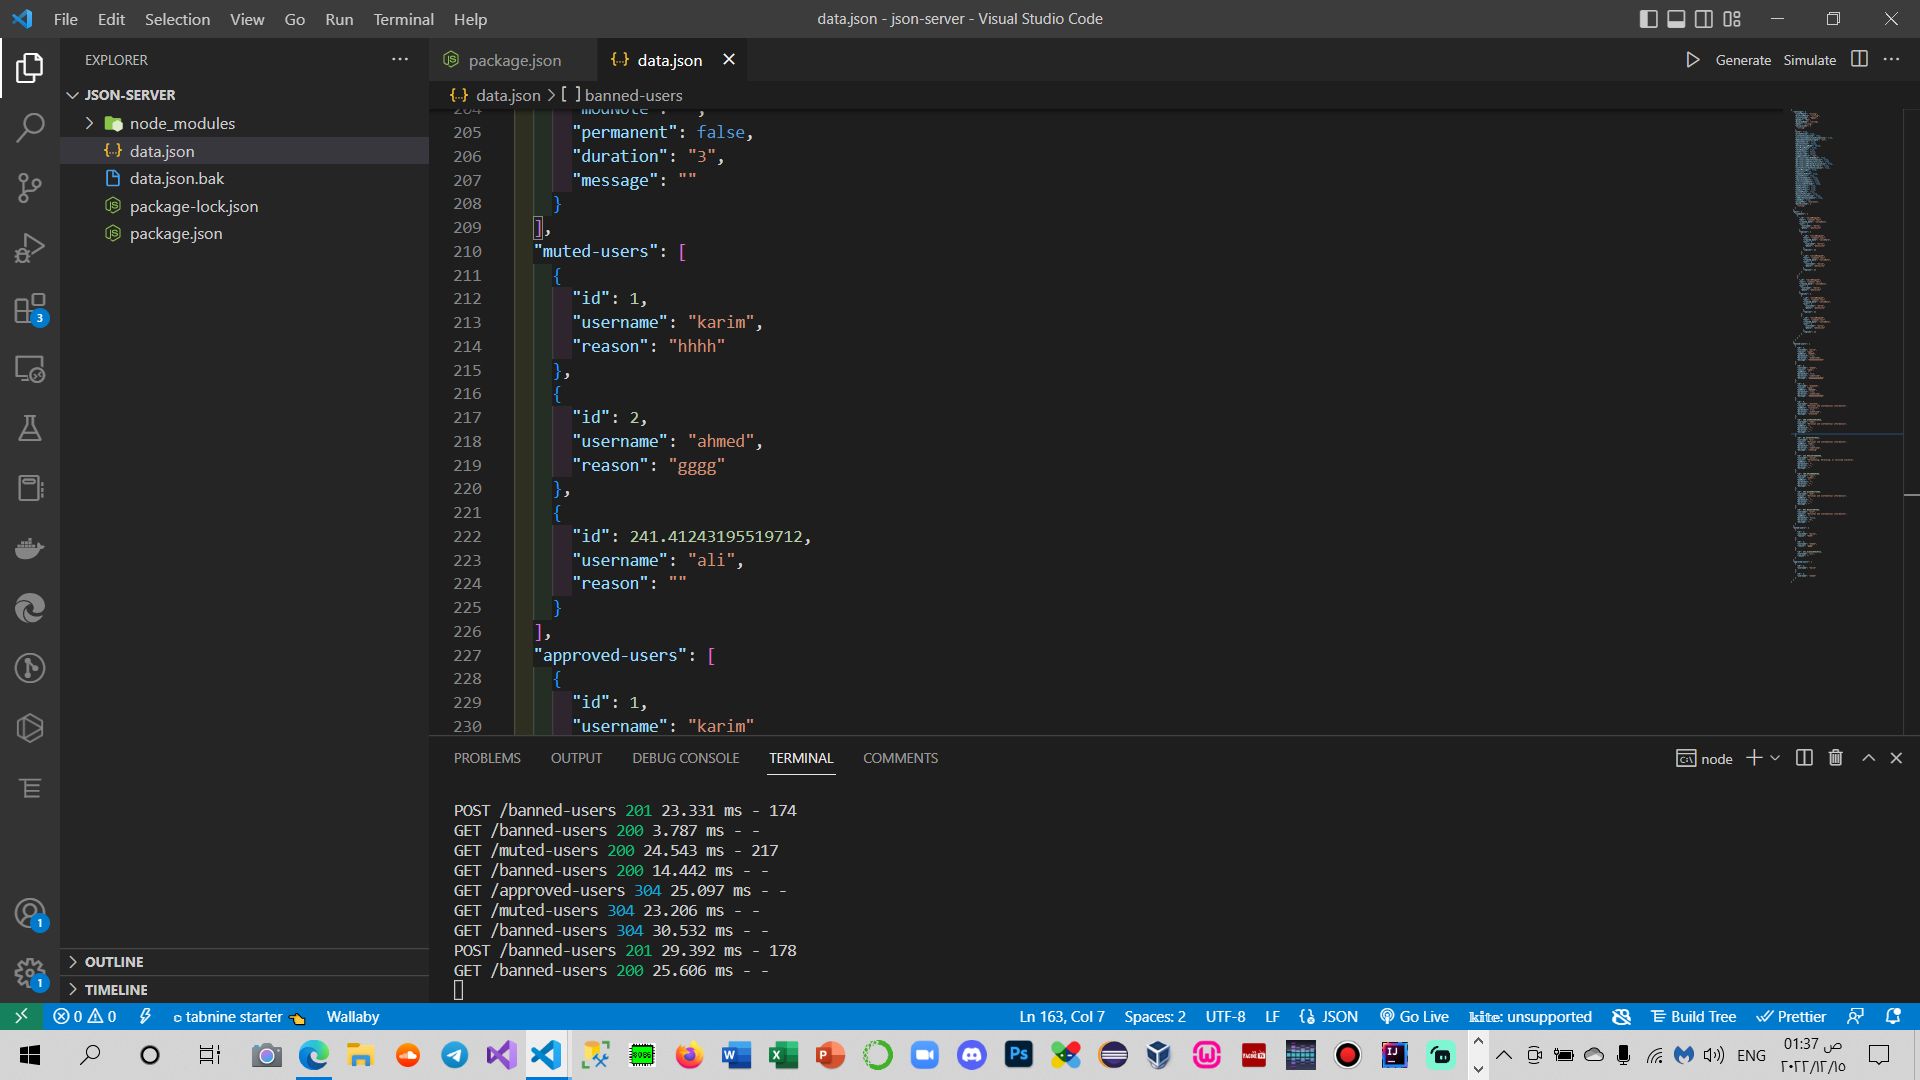 File Edit Selection View Go Run Terminal Help
data.json - json-server - Visual Studio Code
EXPLORER
JSON-SERVER
node_modules
data.json
data.json.bak
package-lock.json
package.json
OUTLINE
TIMELINE
package.json
data.json
Generate Simulate
data.json > [ ] banned-users
205 "permanent": false,
206 "duration": "3",
207 "message": ""
208 }
209 ],
210 "muted-users": [
211 {
212 "id": 1,
213 "username": "karim",
214 "reason": "hhhh"
215 },
216 {
217 "id": 2,
218 "username": "ahmed",
219 "reason": "gggg"
220 },
221 {
222 "id": 241.41243195519712,
223 "username": "ali",
224 "reason": ""
225 }
226 ],
227 "approved-users": [
228 {
229 "id": 1,
230 "username": "karim"
PROBLEMS OUTPUT DEBUG CONSOLE TERMINAL COMMENTS
node
POST /banned-users 201 23.331 ms - 174
GET /banned-users 200 3.787 ms - -
GET /muted-users 200 24.543 ms - 217
GET /banned-users 200 14.442 ms - -
GET /approved-users 304 25.097 ms - -
GET /muted-users 304 23.206 ms - -
GET /banned-users 304 30.532 ms - -
POST /banned-users 201 29.392 ms - 178
GET /banned-users 200 25.606 ms - -
3
1
1
0 0 tabnine starter Wallaby
Ln 163, Col 7 Spaces: 2 UTF-8 LF JSON Go Live kite: unsupported Build Tree Prettier
ENG
01:37 ص
٢٠٢٢/١٢/١٥